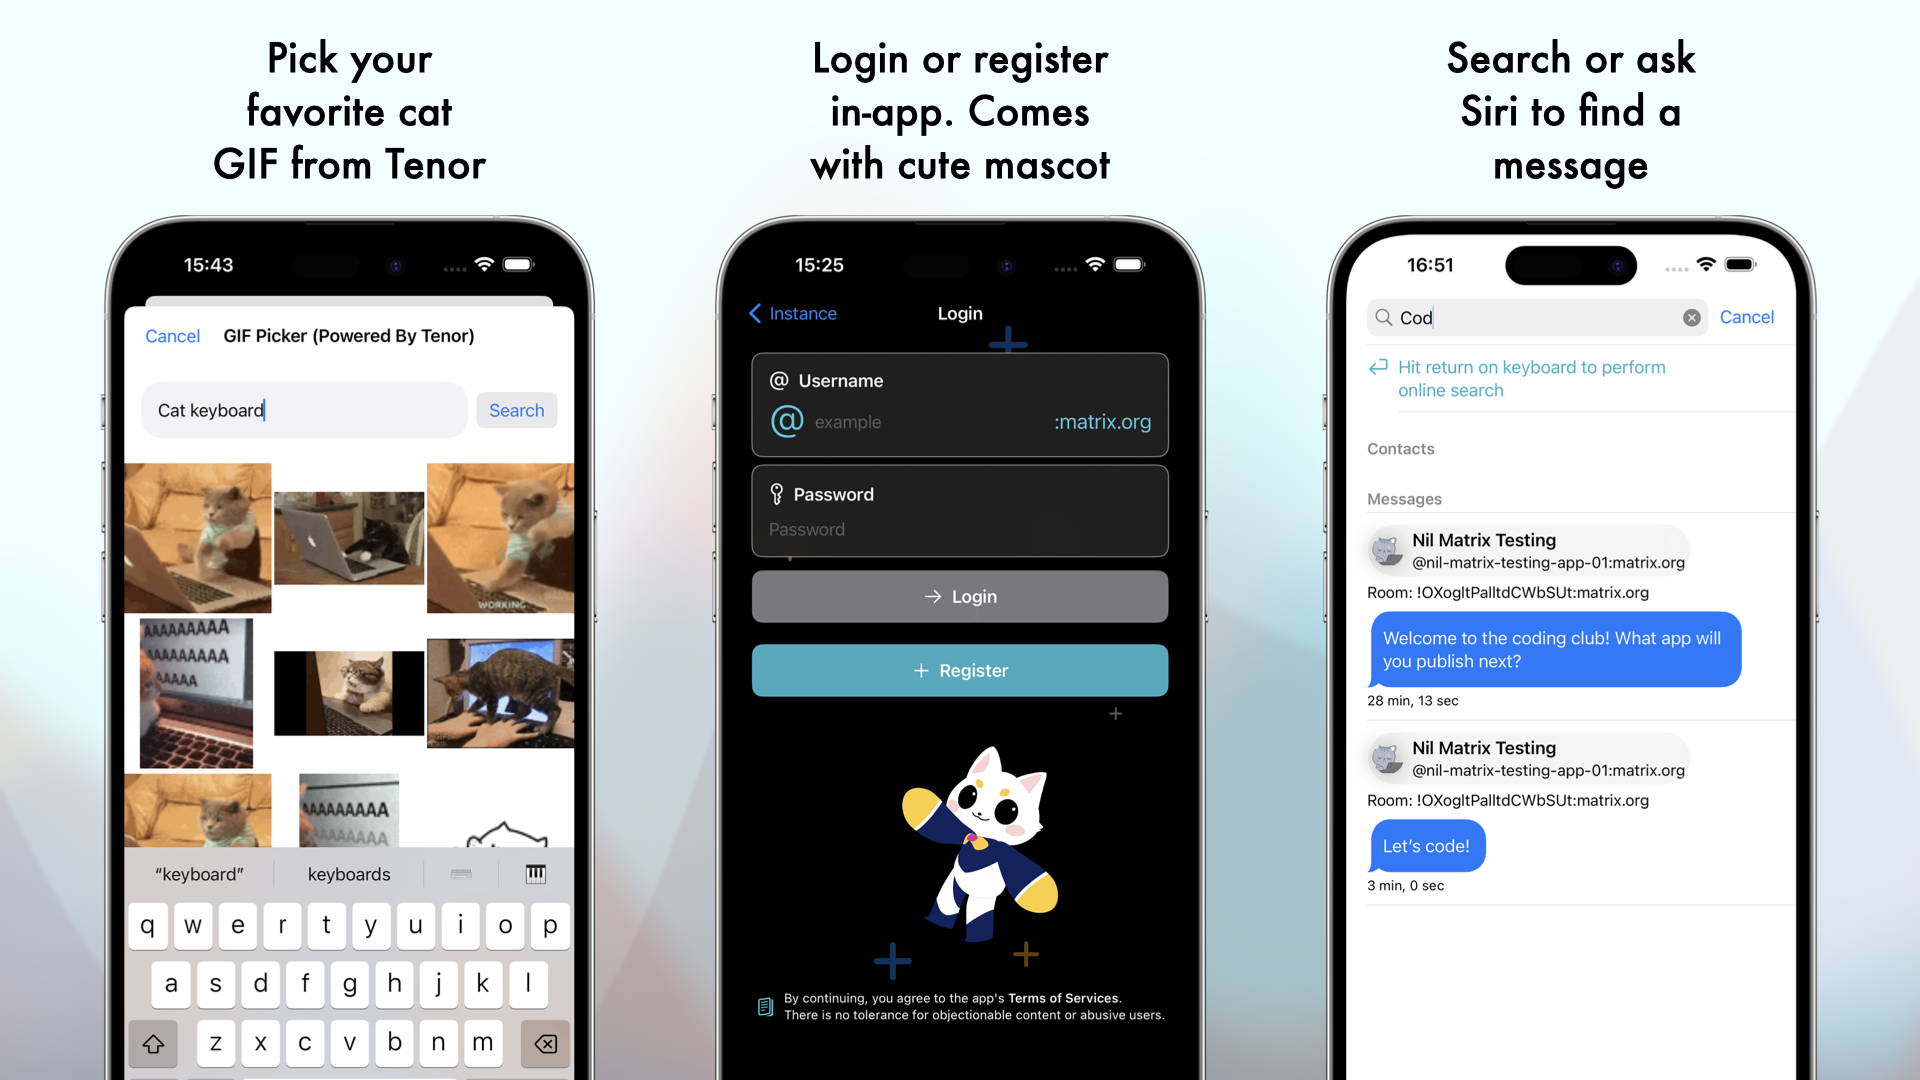 Pick your
favorite cat
GIF from Tenor
15:43
Cancel
GIF Picker (Powered By Tenor)
Cat keyboard
Search
WORKING
AAAAAAAA
AAAAAA
AAAAA
AAAAAAAA
“keyboard”
keyboards
q w e r t y u i o p
a s d f g h j k l
z x c v b n m
Login or register
in-app. Comes
with cute mascot
15:25
Instance
Login
@ Username
@ example :matrix.org
Password
Password
→ Login
+ Register
By continuing, you agree to the app's Terms of Services.
There is no tolerance for objectionable content or abusive users.
Search or ask
Siri to find a
message
16:51
Cod
Cancel
Hit return on keyboard to perform
online search
Contacts
Messages
Nil Matrix Testing
@nil-matrix-testing-app-01:matrix.org
Room: !OXogltPalltdCWbSUt:matrix.org
Welcome to the coding club! What app will
you publish next?
28 min, 13 sec
Nil Matrix Testing
@nil-matrix-testing-app-01:matrix.org
Room: !OXogltPalltdCWbSUt:matrix.org
Let’s code!
3 min, 0 sec